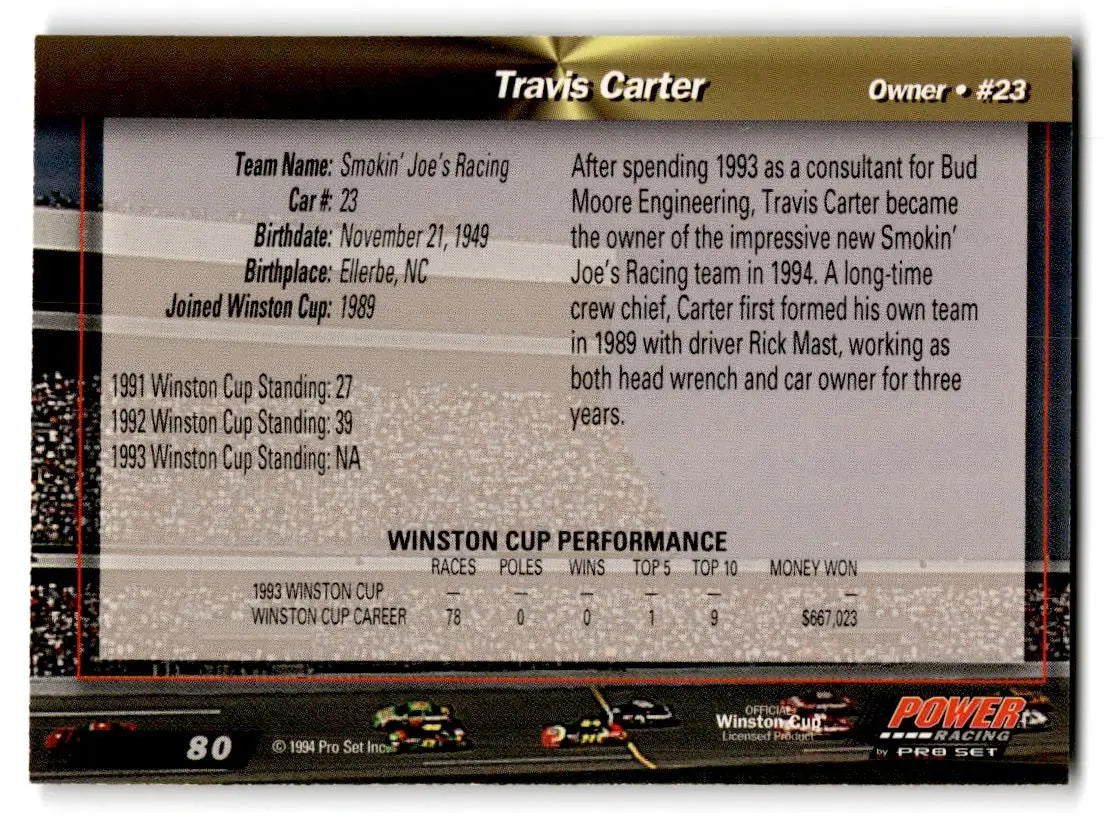 Travis Carter
Owner • #23
Team Name: Smokin' Joe's Racing
Car #: 23
Birthdate: November 21, 1949
Birthplace: Ellerbe, NC
Joined Winston Cup: 1989
1991 Winston Cup Standing: 27
1992 Winston Cup Standing: 39
1993 Winston Cup Standing: NA
After spending 1993 as a consultant for Bud
Moore Engineering, Travis Carter became
the owner of the impressive new Smokin'
Joe's Racing team in 1994. A long-time
crew chief, Carter first formed his own team
in 1989 with driver Rick Mast, working as
both head wrench and car owner for three
years.
WINSTON CUP PERFORMANCE
RACES POLES WINS TOP 5 TOP 10 MONEY WON
1993 WINSTON CUP – – – – – –
WINSTON CUP CAREER 78 0 0 1 9 $667,023
80
© 1994 Pro Set Inc.
OFFICIAL
Winston Cup
Licensed Product
POWER
RACING
by PRO SET